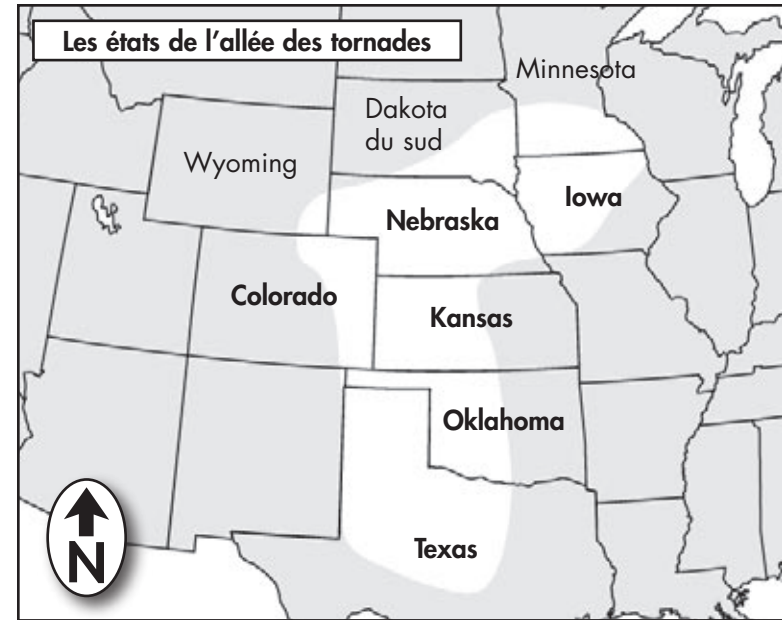 Les états de l'allée des tornades
Minnesota
Dakota
du sud
Wyoming
Iowa
Nebraska
Colorado
Kansas
Oklahoma
Texas
N